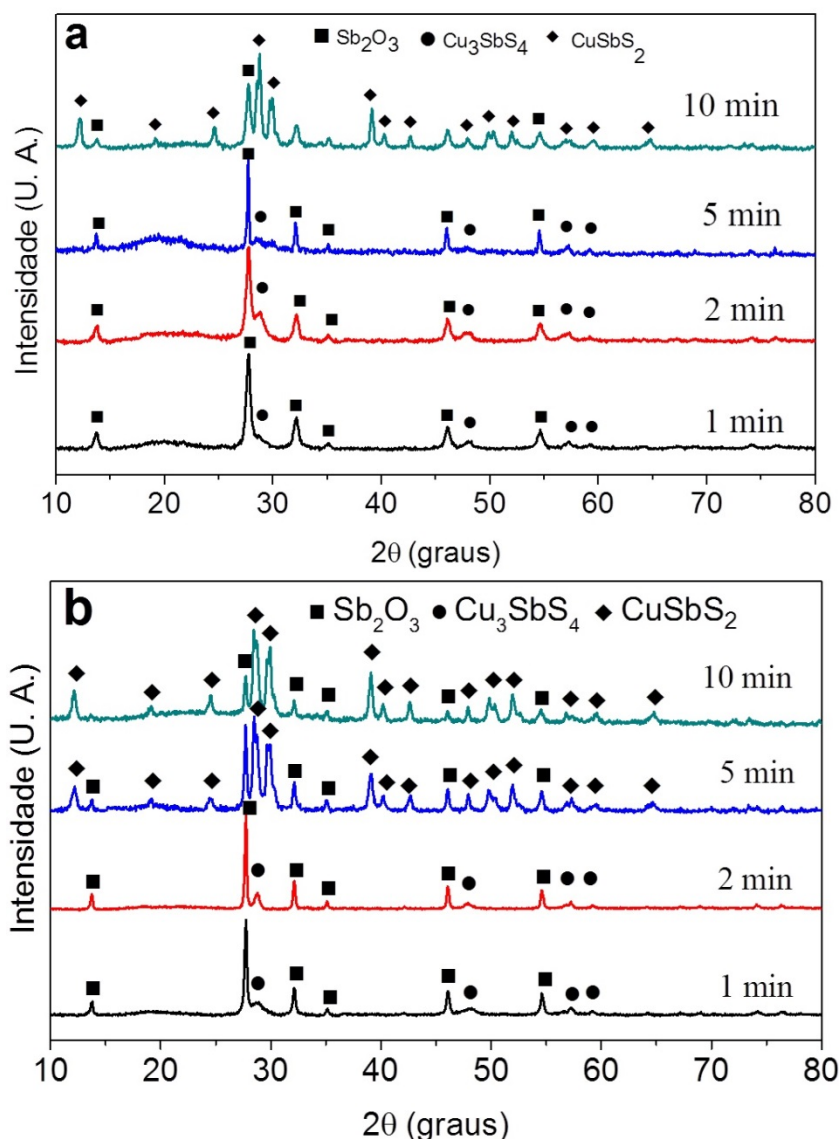 a
■ Sb₂O₃ ● Cu₃SbS₄ ◆ CuSbS₂
10 min
5 min
2 min
1 min
Intensidade (U. A.)
10 20 30 40 50 60 70 80
2θ (graus)
b
■ Sb₂O₃ ● Cu₃SbS₄ ◆ CuSbS₂
10 min
5 min
2 min
1 min
Intensidade (U. A.)
10 20 30 40 50 60 70 80
2θ (graus)